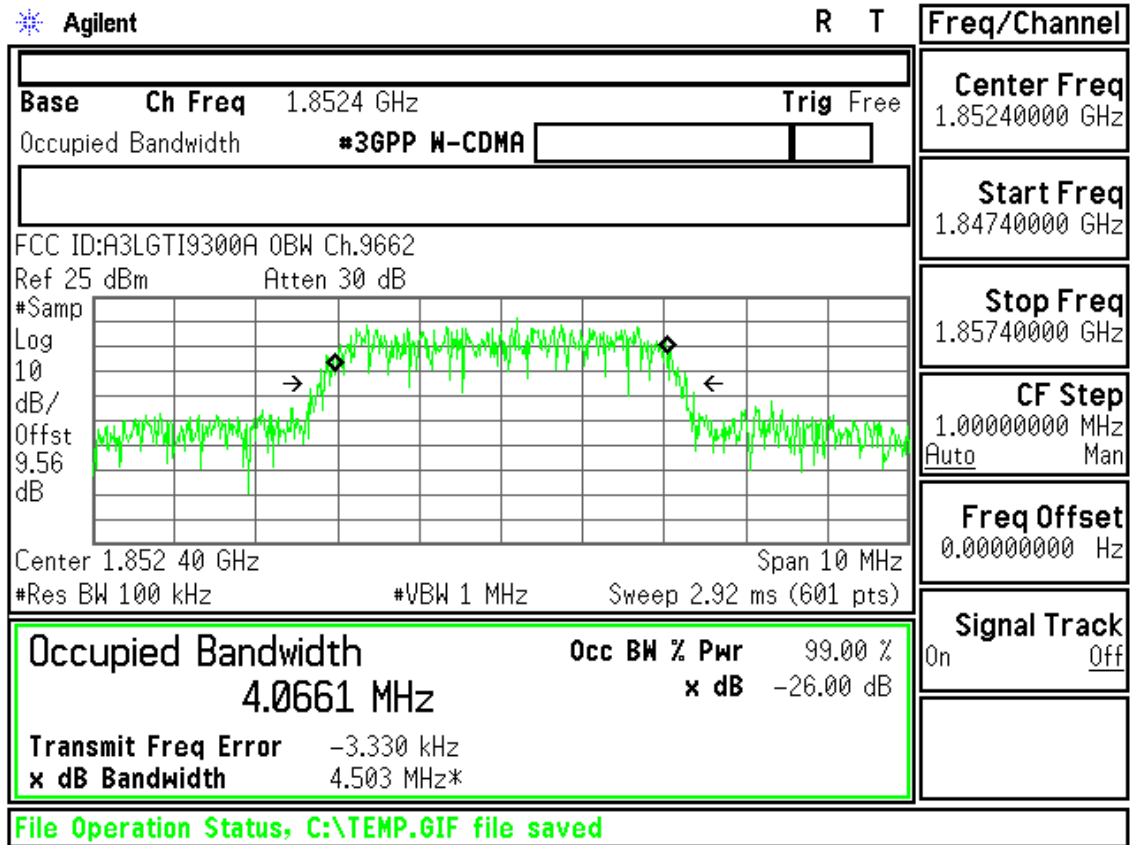 Agilent R T
Freq/Channel
Base Ch Freq 1.8524 GHz Trig Free
Occupied Bandwidth #3GPP W-CDMA
FCC ID:A3LGTI9300A OBW Ch.9662
Ref 25 dBm Atten 30 dB
#Samp
Log
10
dB/
Offst
9.56
dB
Center 1.852 40 GHz Span 10 MHz
#Res BW 100 kHz #VBW 1 MHz Sweep 2.92 ms (601 pts)
Occupied Bandwidth
4.0661 MHz
Occ BW % Pwr 99.00 %
x dB -26.00 dB
Transmit Freq Error -3.330 kHz
x dB Bandwidth 4.503 MHz*
Center Freq
1.85240000 GHz
Start Freq
1.84740000 GHz
Stop Freq
1.85740000 GHz
CF Step
1.00000000 MHz
Auto Man
Freq Offset
0.00000000 Hz
Signal Track
On Off
File Operation Status, C:\TEMP.GIF file saved